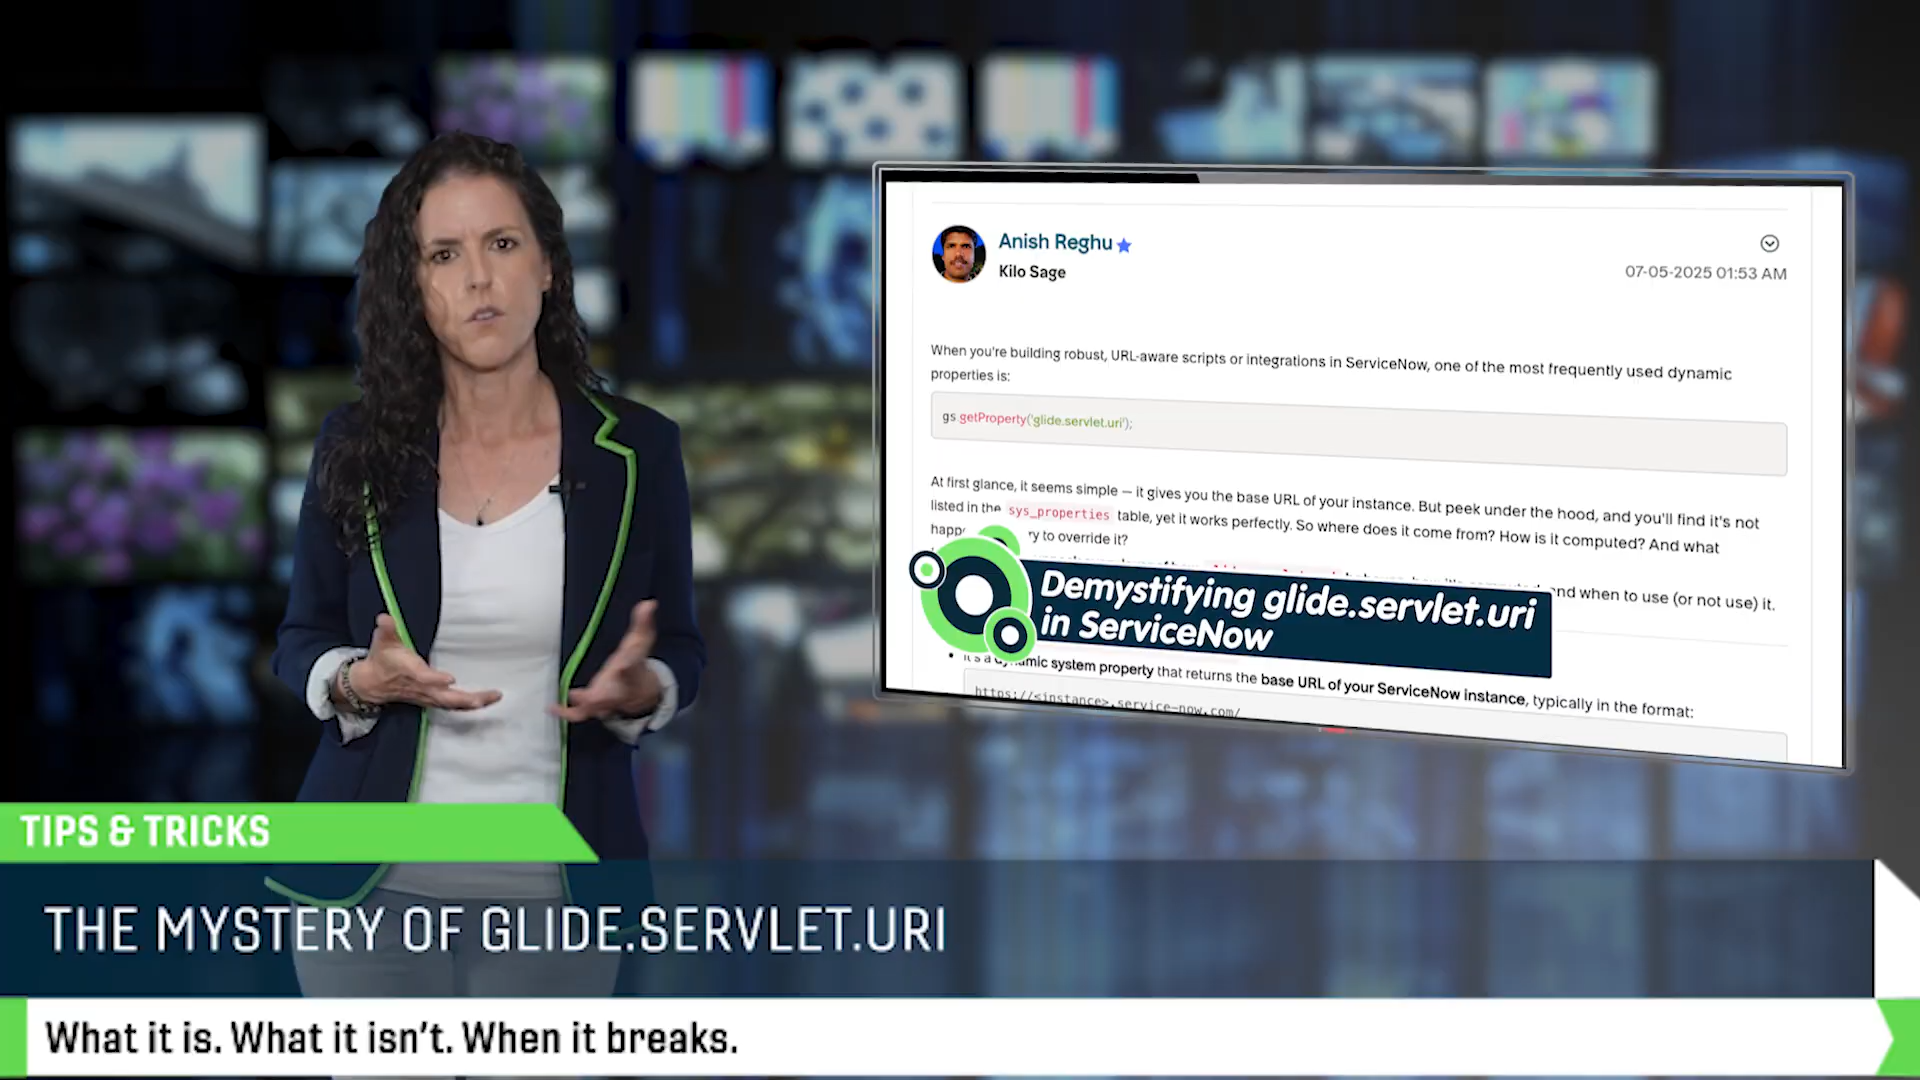 Anish Reghu
Kilo Sage
07-05-2025 01:53 AM
When you're building robust, URL-aware scripts or integrations in ServiceNow, one of the most frequently used dynamic
properties is:
gs.getProperty('glide.servlet.uri');
At first glance, it seems simple — it gives you the base URL of your instance. But peek under the hood, and you'll find it's not
listed in the sys_properties table, yet it works perfectly. So where does it come from? How is it computed? And what
to override it?
and when to use (or not use) it.
Demystifying glide.servlet.uri
in ServiceNow
system property that returns the base URL of your ServiceNow instance, typically in the format:
https://<instance>.service-now.com/
TIPS & TRICKS
THE MYSTERY OF GLIDE.SERVLET.URI
What it is. What it isn't. When it breaks.